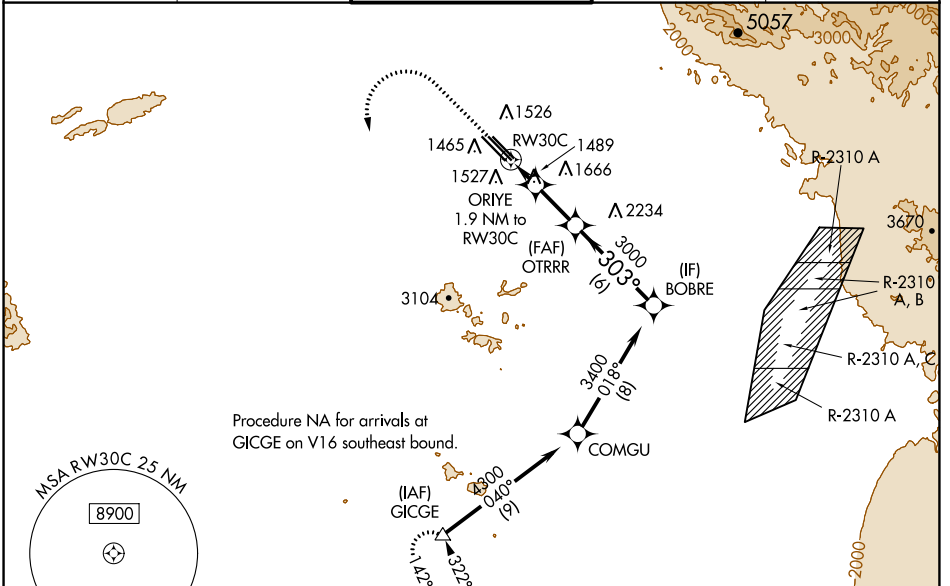 5057
2000
3000
000
1526
1465
RW30C
1489
1527
1666
R-2310 A
ORIYE
1.9 NM to
RW30C
2234
3670
(FAF)
OTRRR
3000
303°
(6)
(IF)
BOBRE
R-2310
A, B
3104
3400
018°
(8)
R-2310 A, C
R-2310 A
Procedure NA for arrivals at
GICGE on V16 southeast bound.
COMGU
MSA RW30C 25 NM
8900
(IAF)
GICGE
4300
040°
(9)
142°
322°
2000